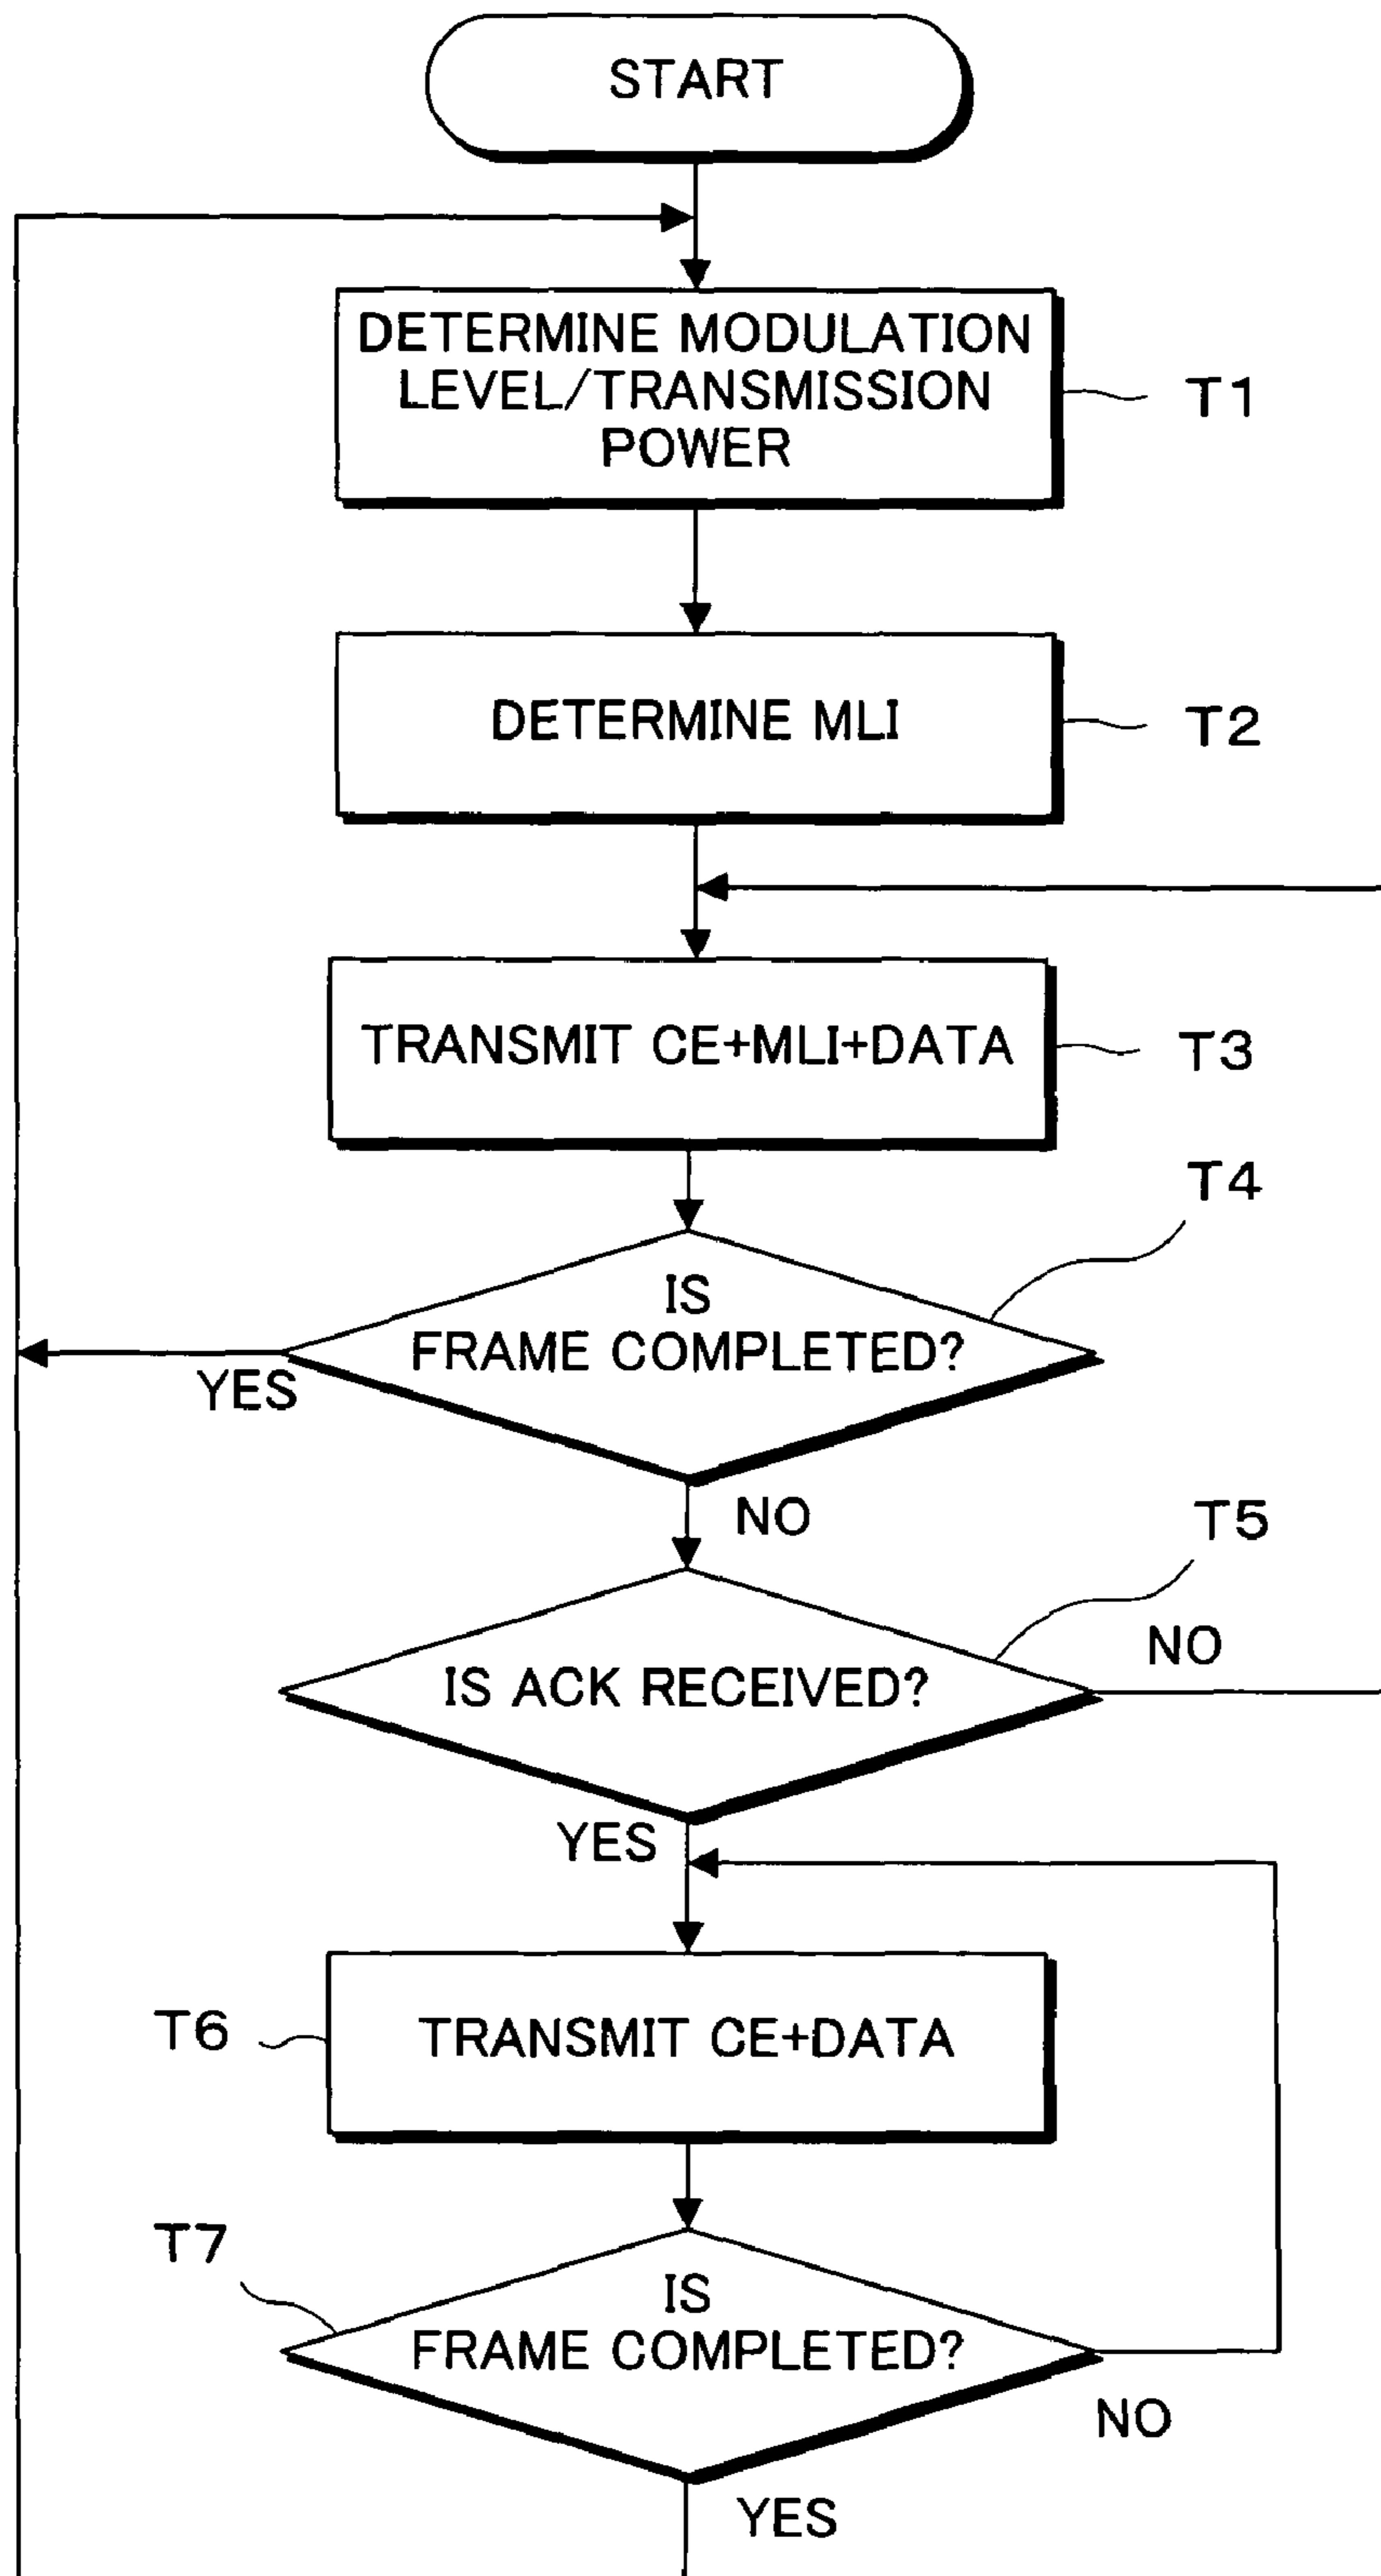 START
DETERMINE MODULATION
LEVEL/TRANSMISSION
POWER
T1
DETERMINE MLI
T2
TRANSMIT CE+MLI+DATA
T3
T4
IS
FRAME COMPLETED?
YES
NO
T5
NO
IS ACK RECEIVED?
YES
T6
TRANSMIT CE+DATA
T7
IS
FRAME COMPLETED?
NO
YES